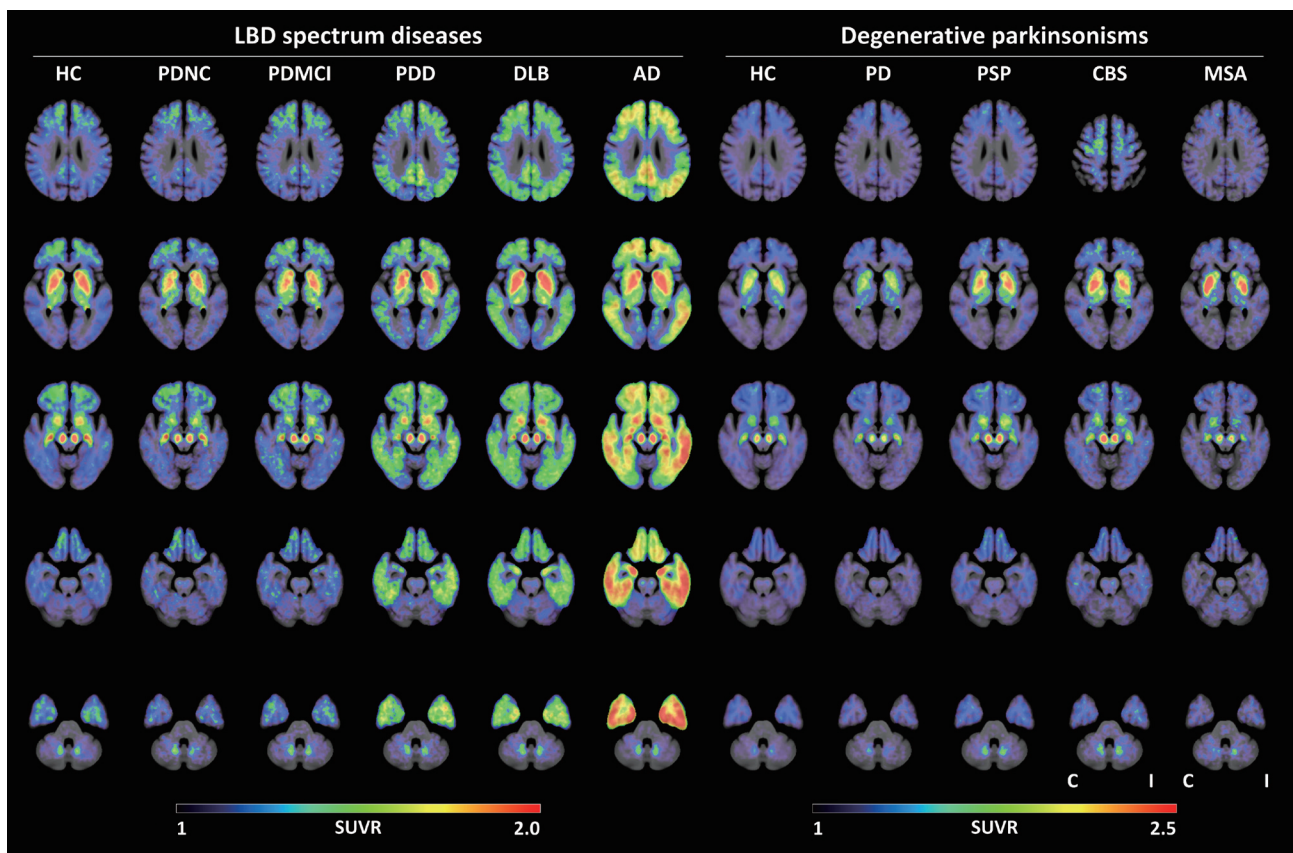 LBD spectrum diseases Degenerative parkinsonisms
HC PDNC PDMCI PDD DLB AD HC PD PSP CBS MSA
C I C I
1 SUVR 2.0 1 SUVR 2.5